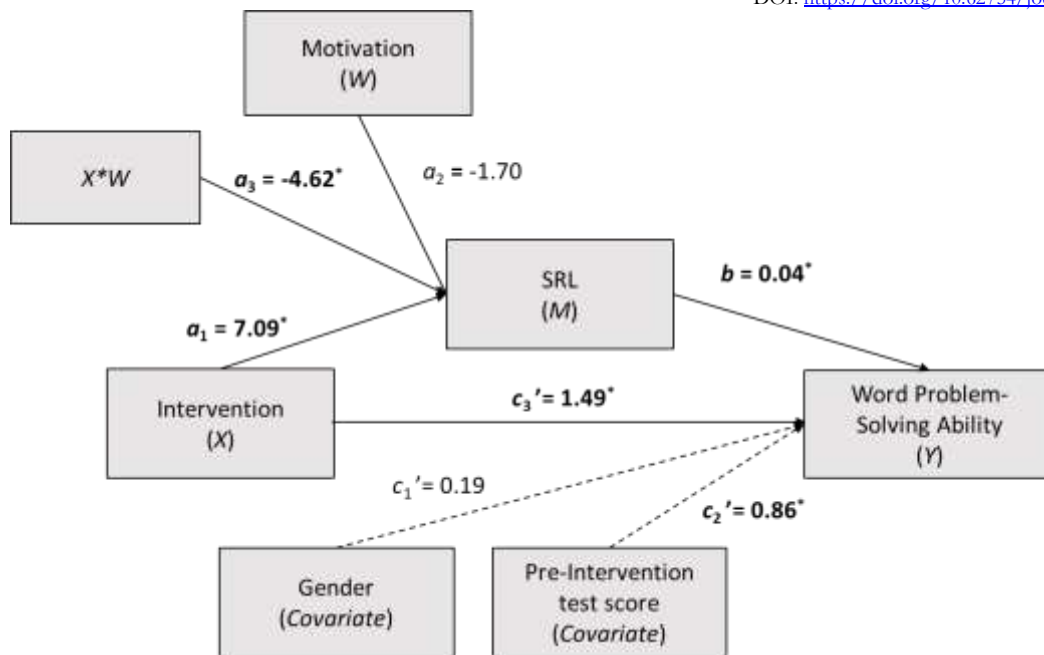 DOI:
Motivation
(W)
X*W
a3 = -4.62*
a2 = -1.70
SRL
(M)
b = 0.04*
a1 = 7.09*
Intervention
(X)
c3’= 1.49*
Word Problem-
Solving Ability
(Y)
c1’= 0.19
c2’= 0.86*
Gender
(Covariate)
Pre-Intervention
test score
(Covariate)